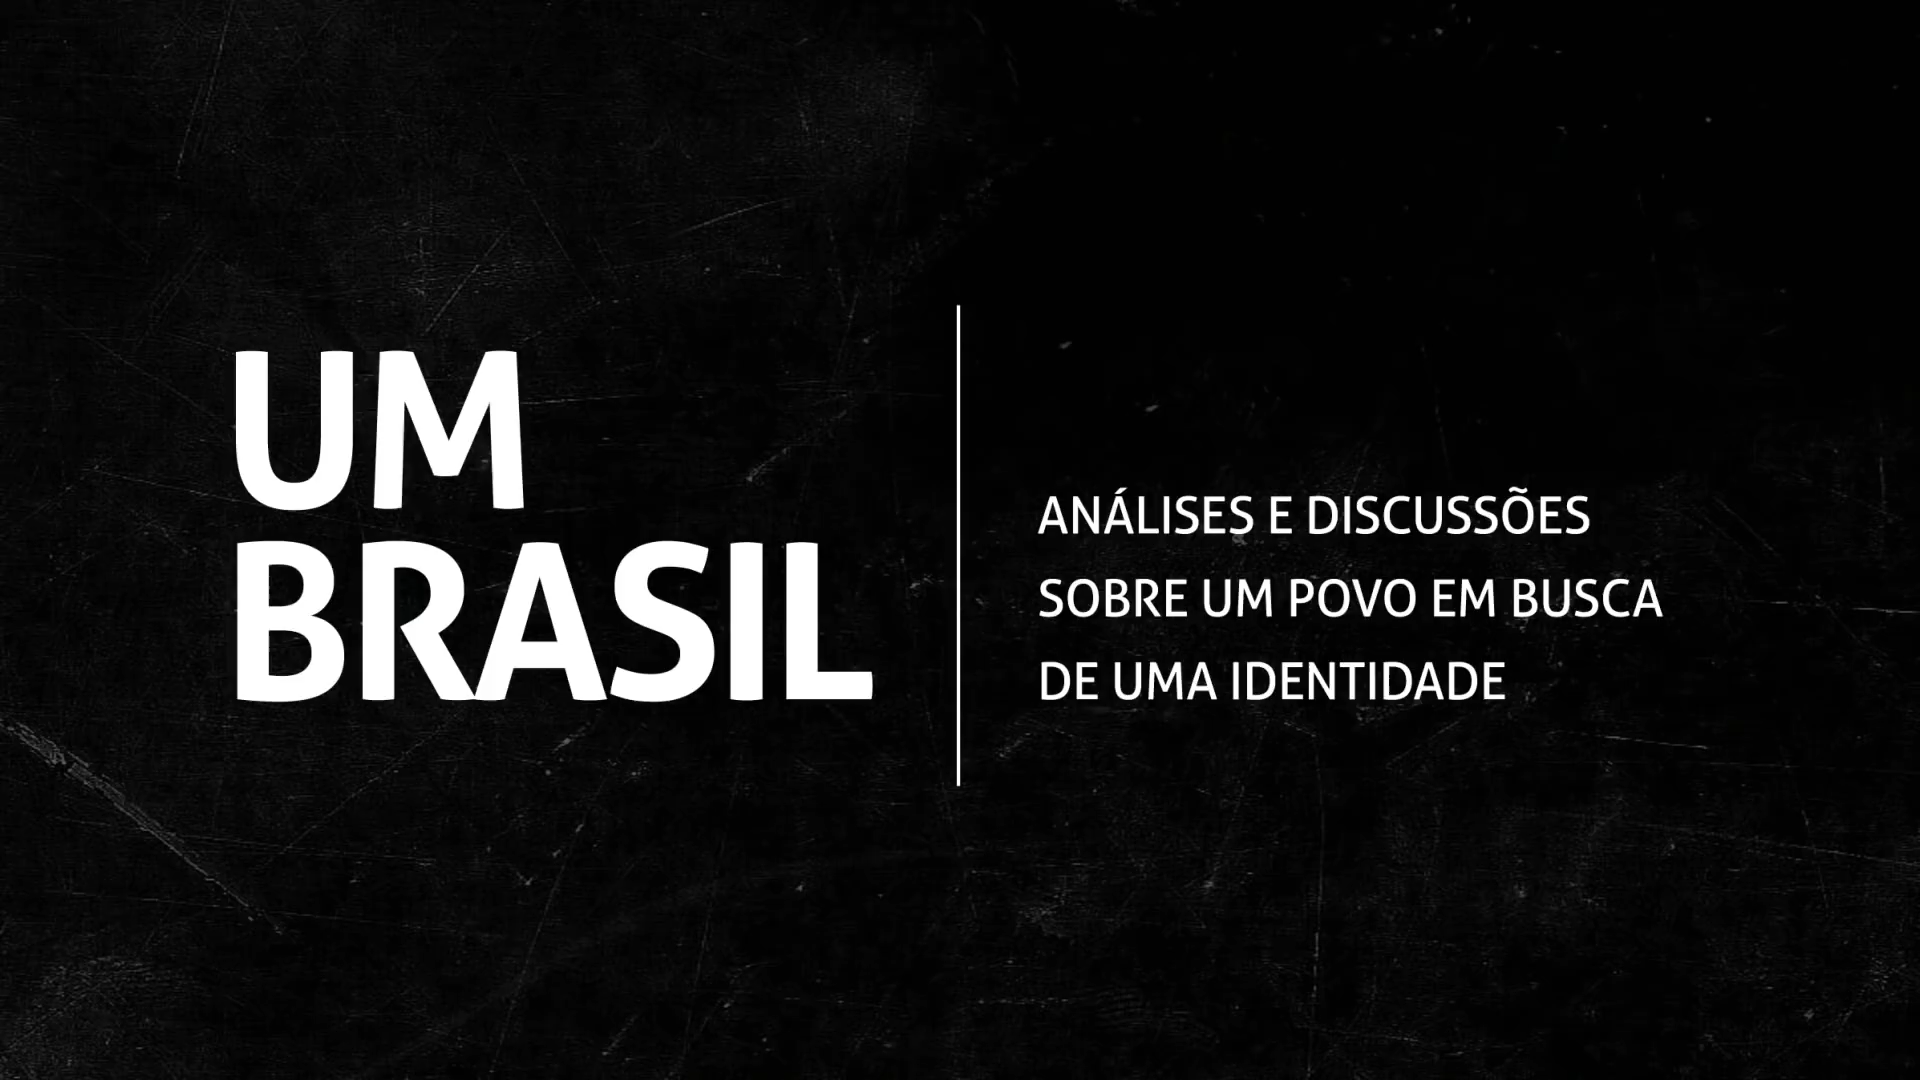 UM
BRASIL
ANÁLISES E DISCUSSÕES
SOBRE UM POVO EM BUSCA
DE UMA IDENTIDADE